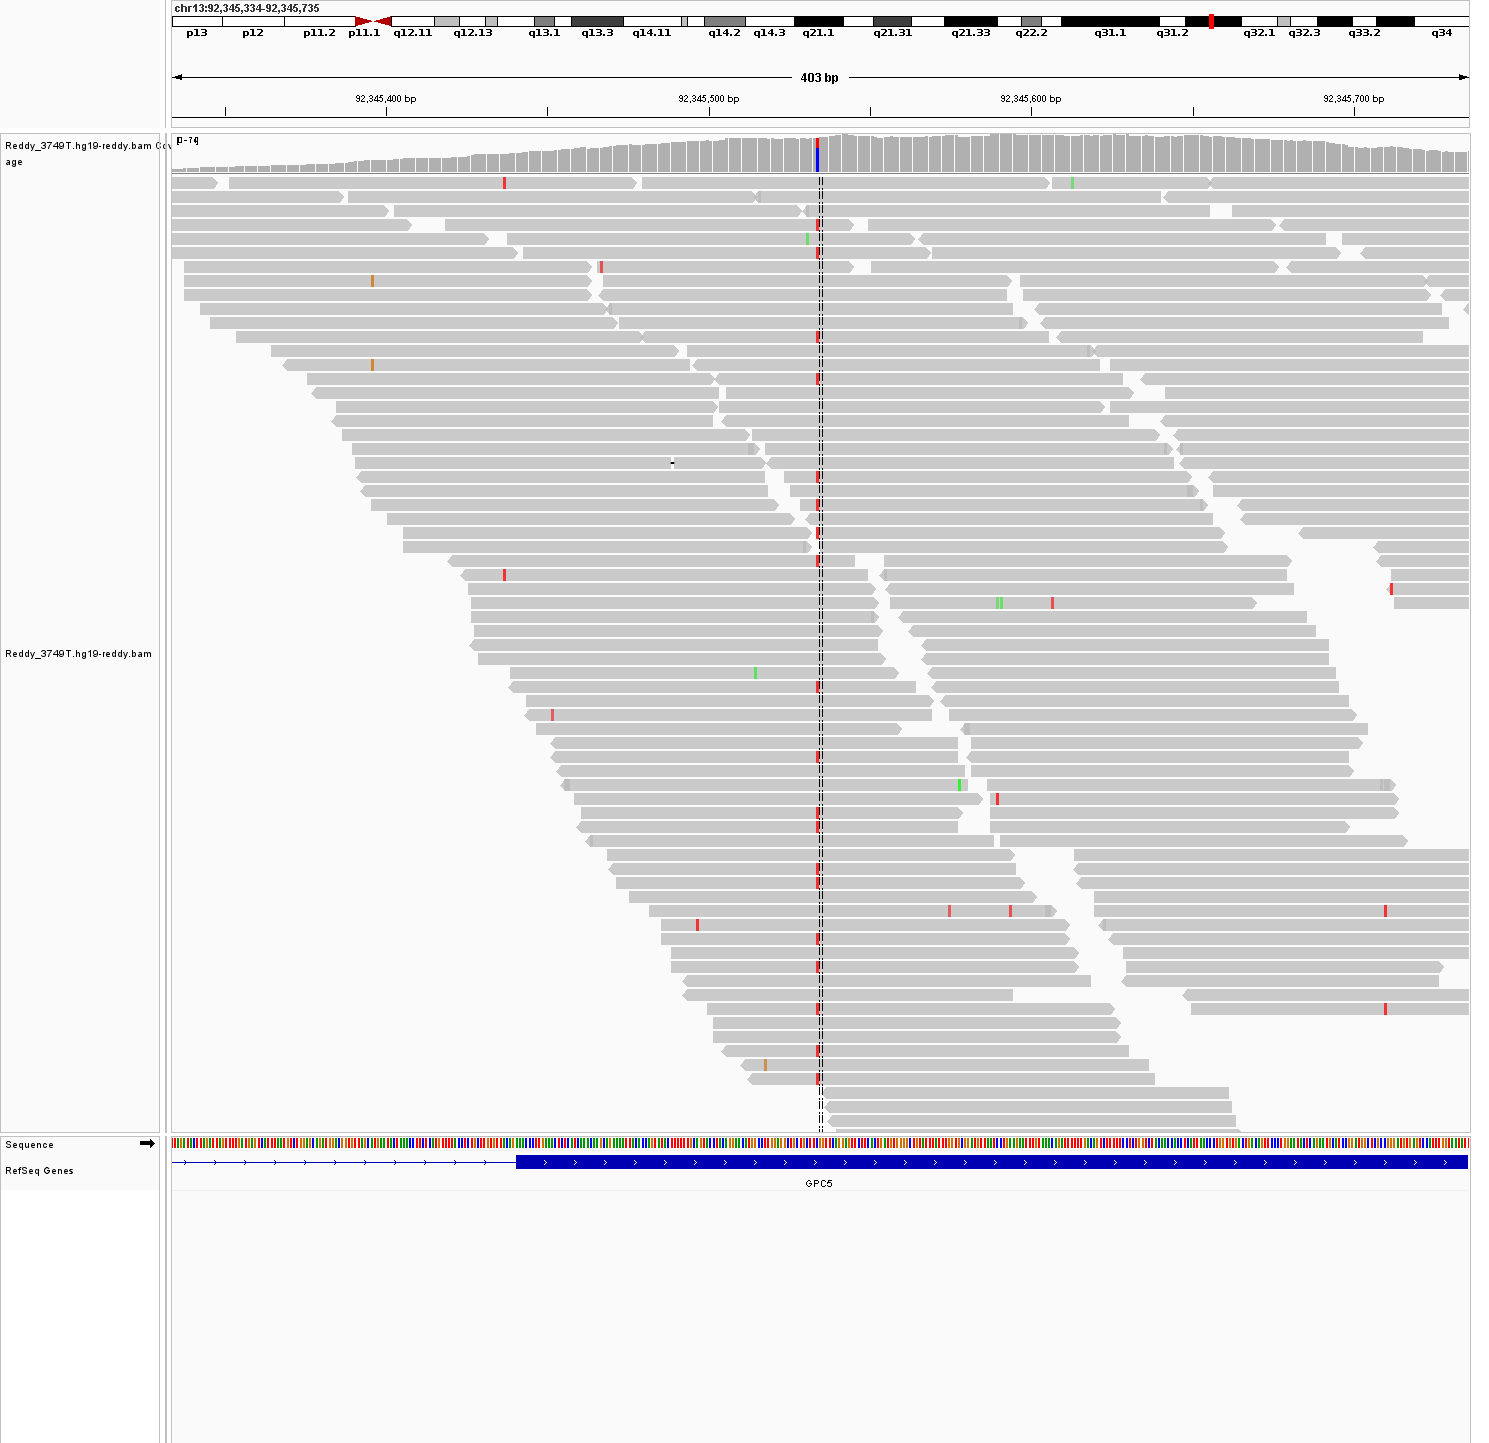 chr13:92,345,334-92,345,735
p13 p12 p11.2 p11.1 q12.11 q12.13 q13.1 q13.3 q14.11 q14.2 q14.3 q21.1 q21.31 q21.33 q22.2 q31.1 q31.2 q32.1 q32.3 q33.2 q34
403 bp
92,345,400 bp 92,345,500 bp 92,345,600 bp 92,345,700 bp
Reddy_3749T.hg19-reddy.bam Cov
age
[0-74]
Reddy_3749T.hg19-reddy.bam
Sequence
RefSeq Genes
GPC5